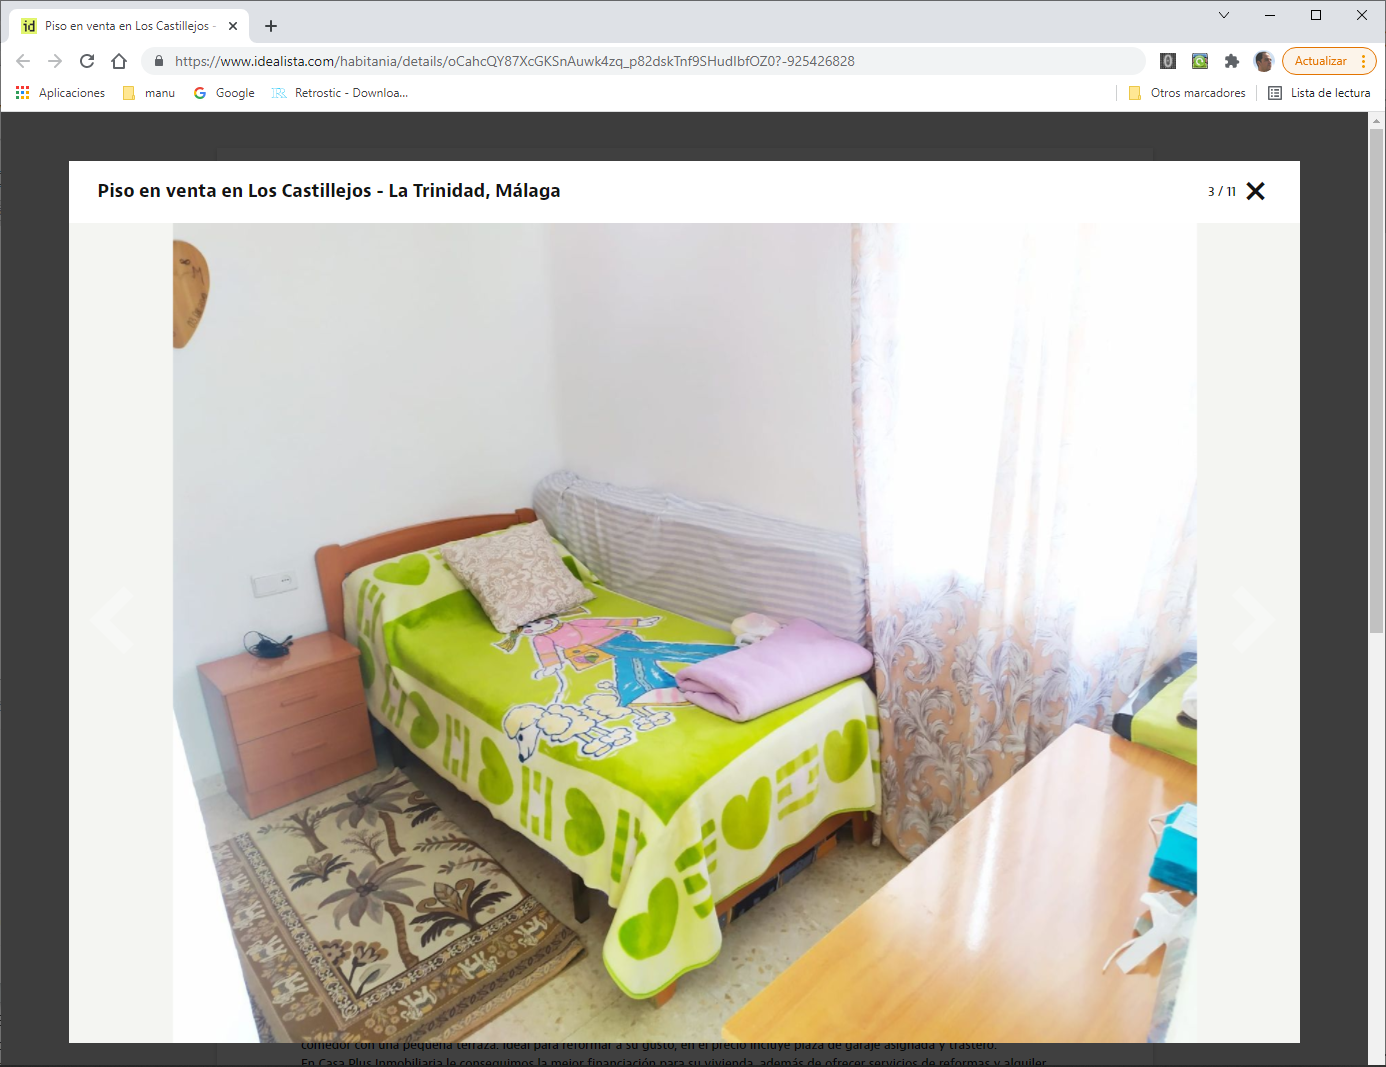 id Piso en venta en Los Castillejos -
https://www.idealista.com/habitania/details/oCahcQY87XcGKSnAuwk4zq_p82dskTnf9SHudIbfOZ0?-925426828
Actualizar
Aplicaciones manu Google Retrostic - Downloa... Otros marcadores Lista de lectura
Piso en venta en Los Castillejos - La Trinidad, Málaga
3 / 11
comedor con una pequeña terraza. Ideal para reformar a su gusto, en el precio incluye plaza de garaje asignada y trastero.
En Casa Plus Inmobiliaria le conseguimos la mejor financiación para su vivienda, además de ofrecer servicios de reformas y alquiler